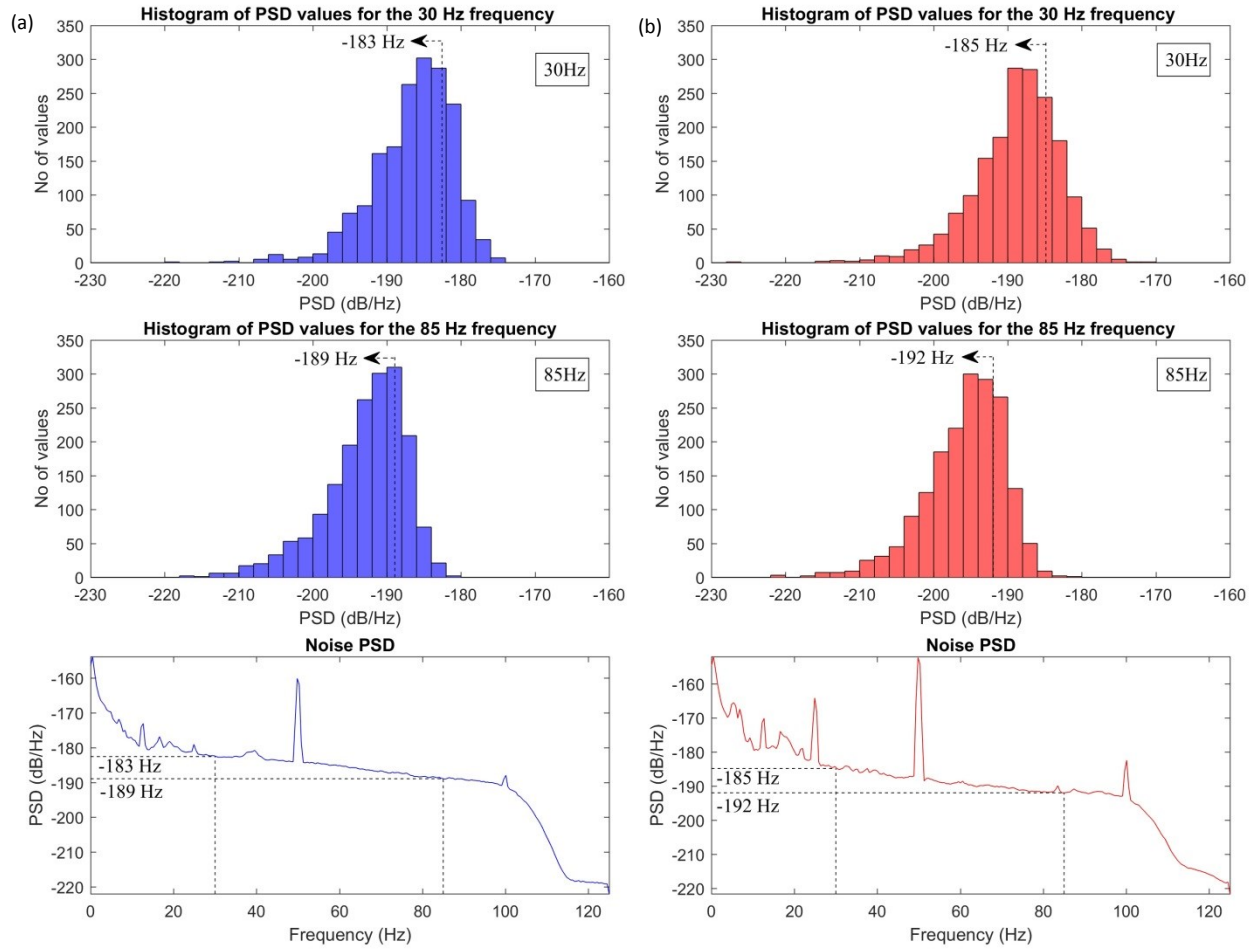 (a)
Histogram of PSD values for the 30 Hz frequency
350
300
250
200
150
100
50
0
No of values
-183 Hz
30Hz
-230 -220 -210 -200 -190 -180 -170 -160
PSD (dB/Hz)
Histogram of PSD values for the 85 Hz frequency
350
300
250
200
150
100
50
0
No of values
-189 Hz
85Hz
-230 -220 -210 -200 -190 -180 -170 -160
PSD (dB/Hz)
Noise PSD
-160
-170
-180
-190
-200
-210
-220
PSD (dB/Hz)
-183 Hz
-189 Hz
0 20 40 60 80 100 120
Frequency (Hz)
(b)
Histogram of PSD values for the 30 Hz frequency
350
300
250
200
150
100
50
0
No of values
-185 Hz
30Hz
-230 -220 -210 -200 -190 -180 -170 -160
PSD (dB/Hz)
Histogram of PSD values for the 85 Hz frequency
350
300
250
200
150
100
50
0
No of values
-192 Hz
85Hz
-230 -220 -210 -200 -190 -180 -170 -160
PSD (dB/Hz)
Noise PSD
-160
-170
-180
-190
-200
-210
-220
PSD (dB/Hz)
-185 Hz
-192 Hz
0 20 40 60 80 100 120
Frequency (Hz)